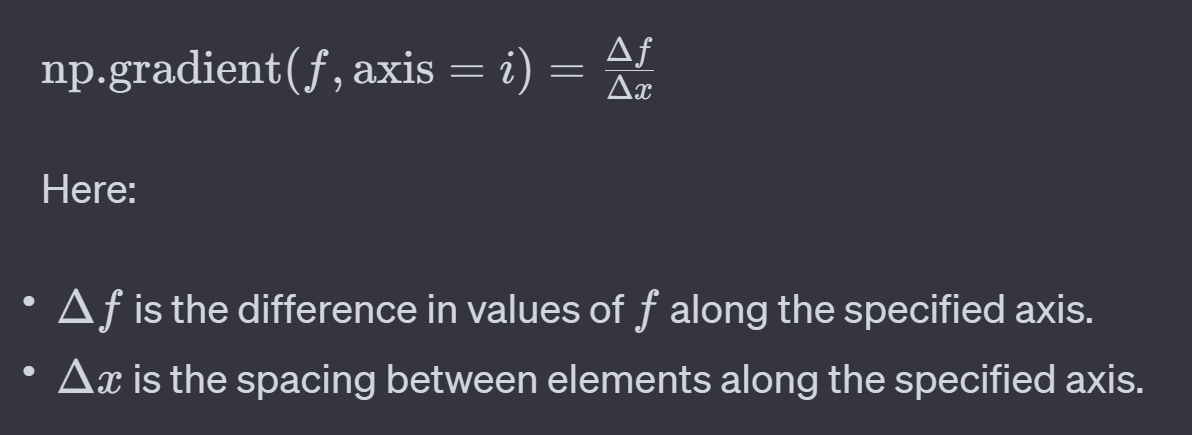 np.gradient(f, axis = i) = Δf/Δx
Here:
• Δf is the difference in values of f along the specified axis.
• Δx is the spacing between elements along the specified axis.